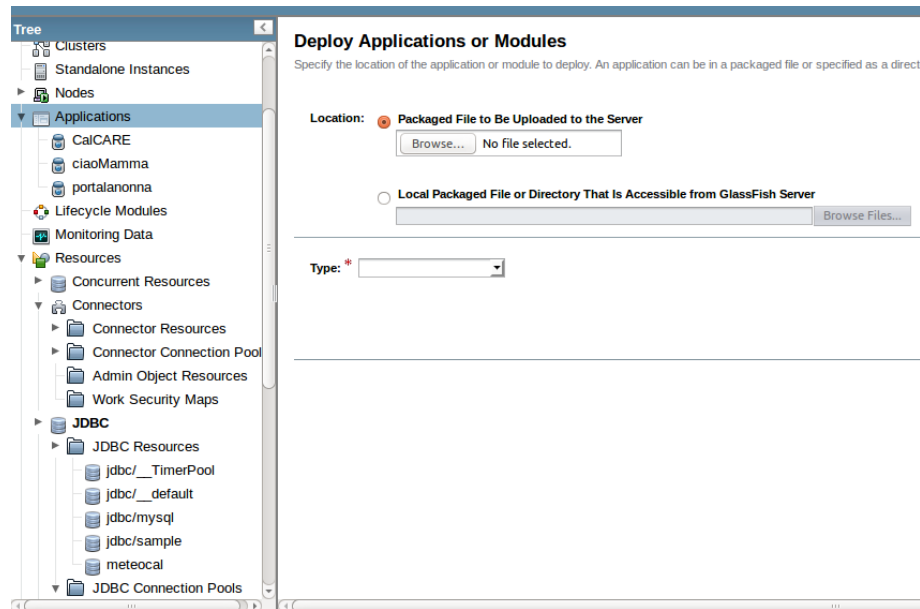 Tree
Clusters
Standalone Instances
Nodes
Applications
CalCARE
ciaoMamma
portalanonna
Lifecycle Modules
Monitoring Data
Resources
Concurrent Resources
Connectors
Connector Resources
Connector Connection Pool
Admin Object Resources
Work Security Maps
JDBC
JDBC Resources
jdbc/__TimerPool
jdbc/__default
jdbc/mysql
jdbc/sample
meteocal
JDBC Connection Pools
Deploy Applications or Modules
Specify the location of the application or module to deploy. An application can be in a packaged file or specified as a direct
Location:
Packaged File to Be Uploaded to the Server
Browse... No file selected.
Local Packaged File or Directory That Is Accessible from GlassFish Server
Browse Files...
Type: *